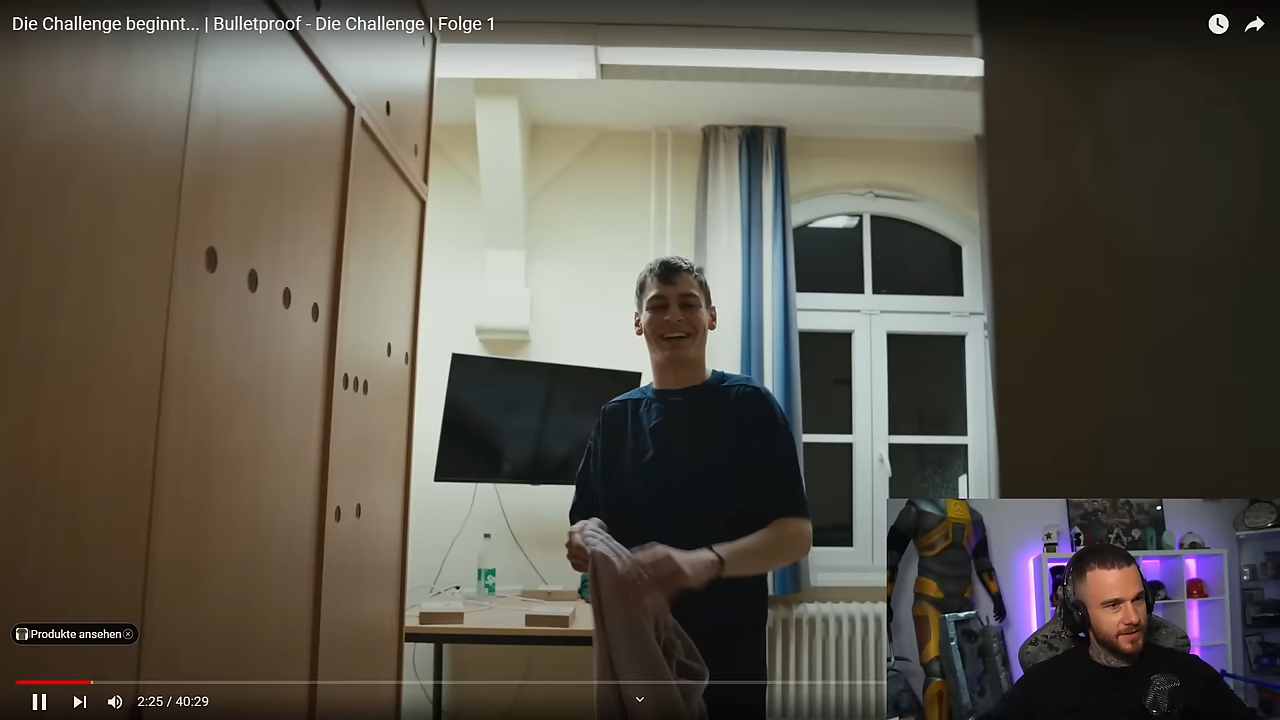 Die Challenge beginnt... | Bulletproof - Die Challenge | Folge 1
Produkte ansehen
2:25 / 40:29